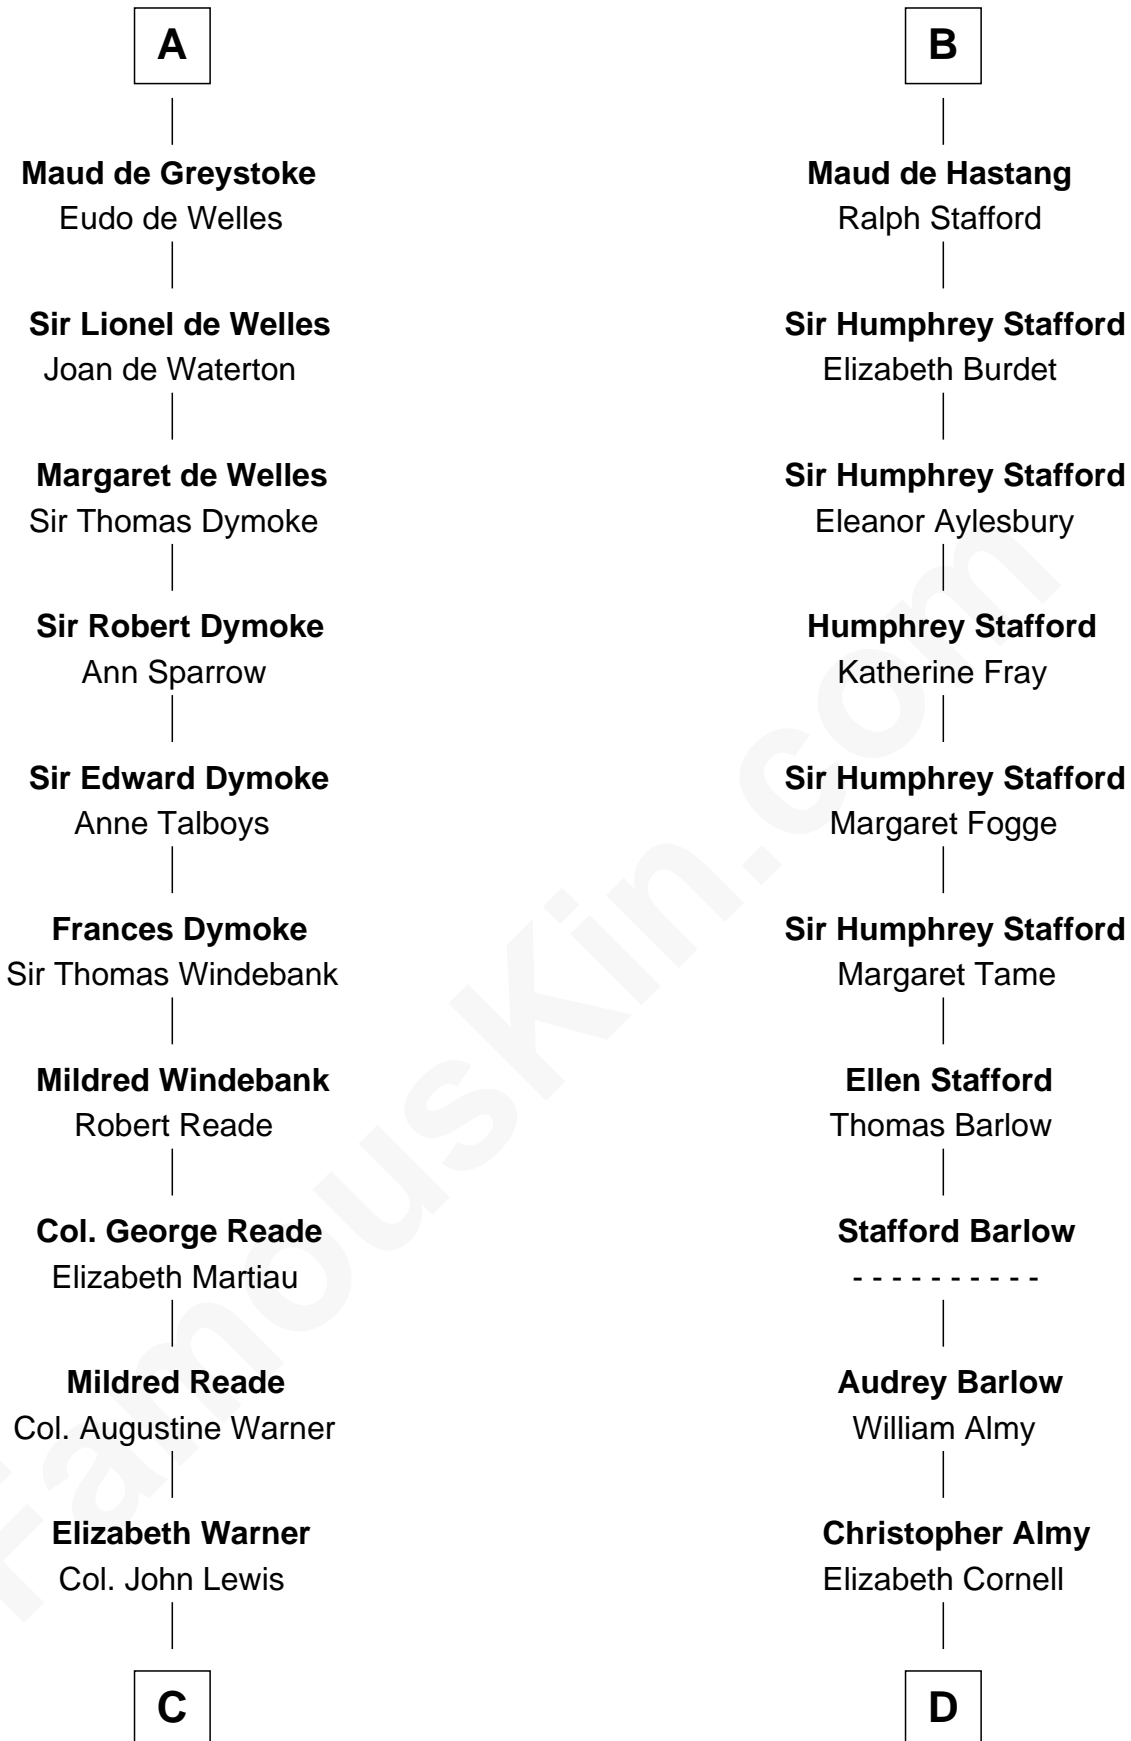 A
Maud de Greystoke
Eudo de Welles
Sir Lionel de Welles
Joan de Waterton
Margaret de Welles
Sir Thomas Dymoke
Sir Robert Dymoke
Ann Sparrow
Sir Edward Dymoke
Anne Talboys
Frances Dymoke
Sir Thomas Windebank
Mildred Windebank
Robert Reade
Col. George Reade
Elizabeth Martiau
Mildred Reade
Col. Augustine Warner
Elizabeth Warner
Col. John Lewis
C
B
Maud de Hastang
Ralph Stafford
Sir Humphrey Stafford
Elizabeth Burdet
Sir Humphrey Stafford
Eleanor Aylesbury
Humphrey Stafford
Katherine Fray
Sir Humphrey Stafford
Margaret Fogge
Sir Humphrey Stafford
Margaret Tame
Ellen Stafford
Thomas Barlow
Stafford Barlow
- - - - - - - - - -
Audrey Barlow
William Almy
Christopher Almy
Elizabeth Cornell
D
FamousKin.com